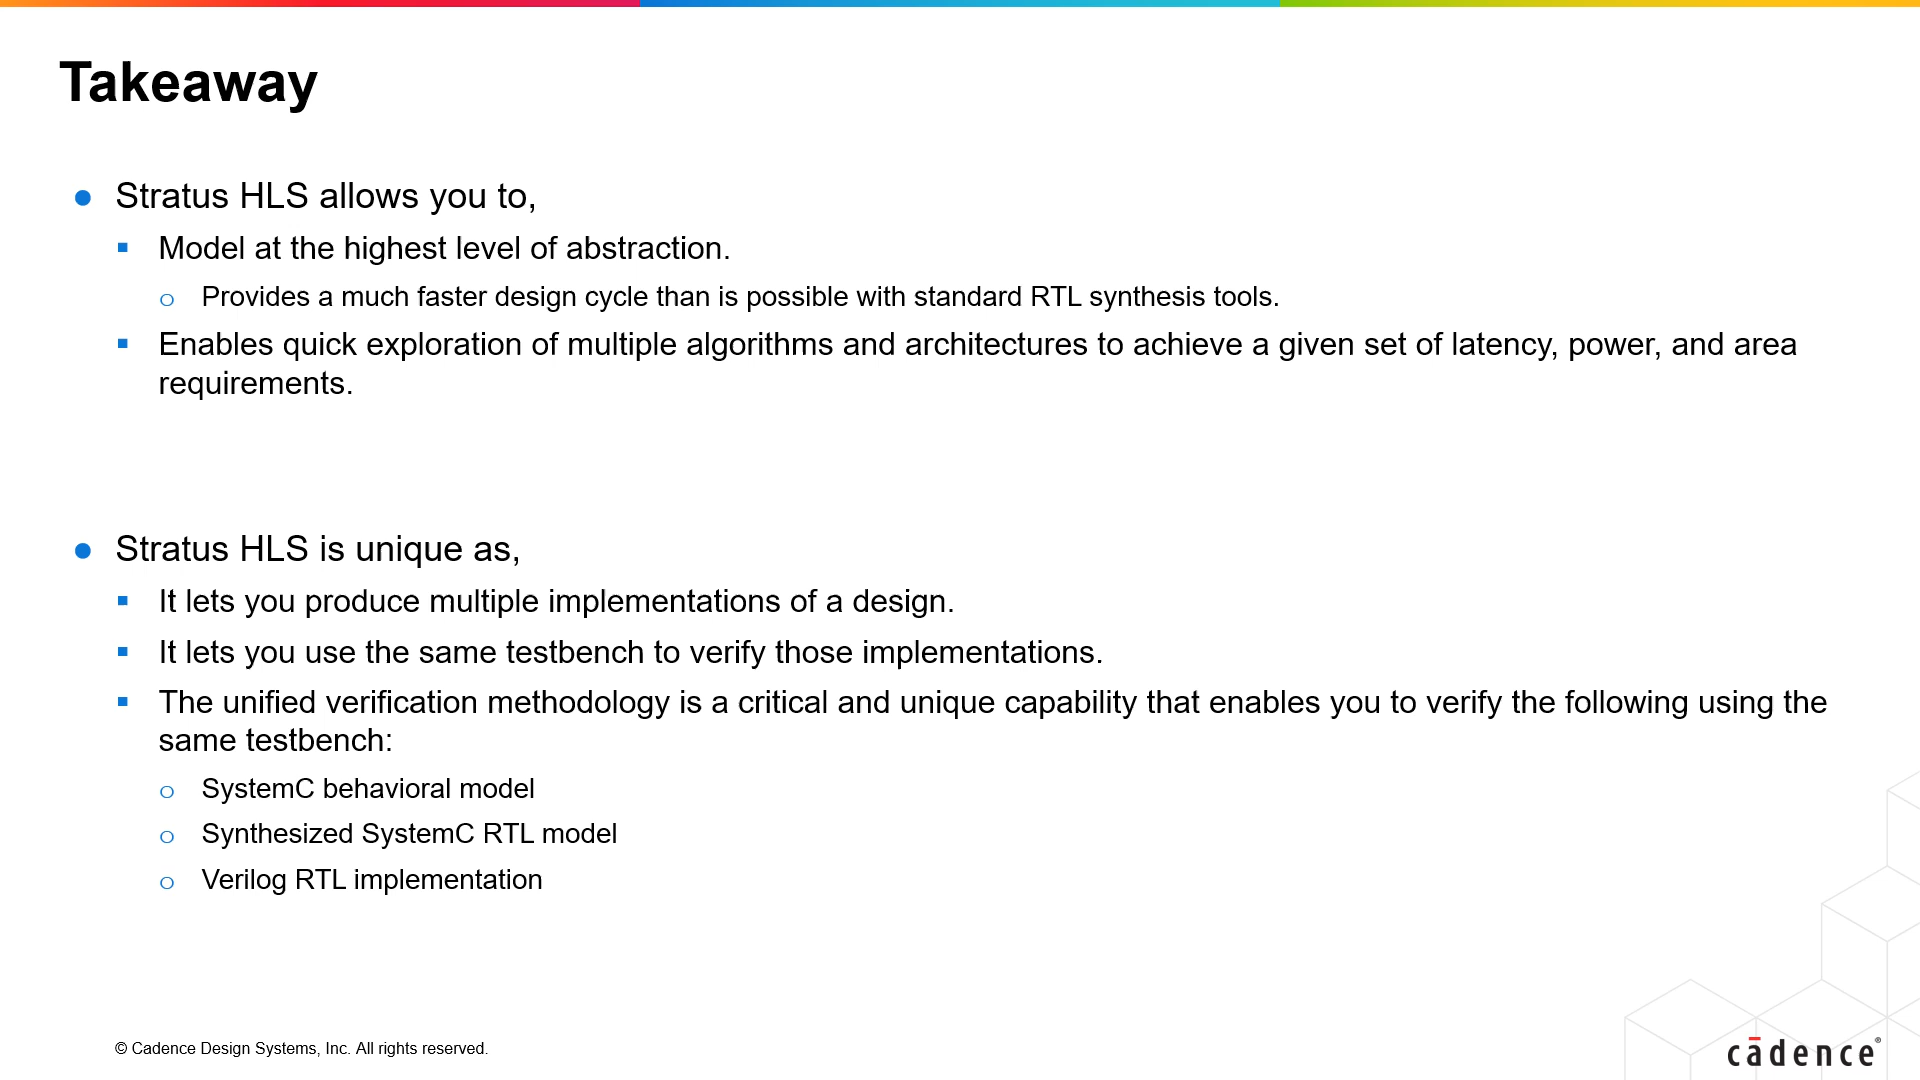 Takeaway
Stratus HLS allows you to,
Model at the highest level of abstraction.
Provides a much faster design cycle than is possible with standard RTL synthesis tools.
Enables quick exploration of multiple algorithms and architectures to achieve a given set of latency, power, and area
requirements.
Stratus HLS is unique as,
It lets you produce multiple implementations of a design.
It lets you use the same testbench to verify those implementations.
The unified verification methodology is a critical and unique capability that enables you to verify the following using the
same testbench:
SystemC behavioral model
Synthesized SystemC RTL model
Verilog RTL implementation
© Cadence Design Systems, Inc. All rights reserved.
cādence®